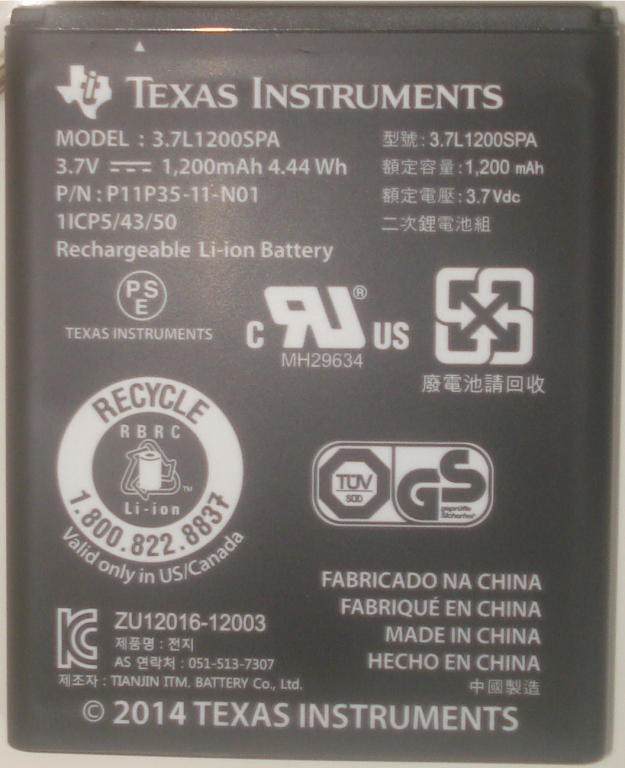 TEXAS INSTRUMENTS
MODEL : 3.7L1200SPA
3.7V 1,200mAh 4.44 Wh
P/N : P11P35-11-N01
1ICP5/43/50
Rechargeable Li-ion Battery
型號 : 3.7L1200SPA
額定容量 : 1,200 mAh
額定電壓 : 3.7Vdc
二次鋰電池組
PS
E
TEXAS INSTRUMENTS
C RU ® US
MH29634
廢電池請回收
RECYCLE
RBRC
TM
Li-ion
1.800.822.8837
Valid only in US/Canada
TÜV
SÜD
GS
geprüfte
Sicherheit
FABRICADO NA CHINA
FABRIQUÉ EN CHINA
MADE IN CHINA
HECHO EN CHINA
中國製造
ZU12016-12003
제품명 : 전지
AS 연락처 : 051-513-7307
제조자 : TIANJIN ITM. BATTERY Co., Ltd.
© 2014 TEXAS INSTRUMENTS